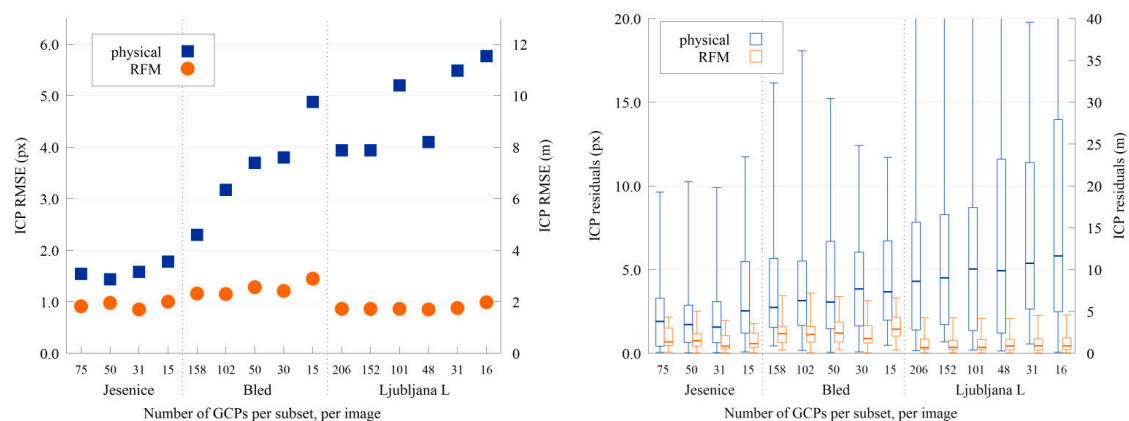 physical
RFM
6.0
5.0
4.0
3.0
2.0
1.0
0.0
ICP RMSE (px)
12
10
8
6
4
2
0
ICP RMSE (m)
75 50 31 15 158 102 50 30 15 206 152 101 48 31 16
Jesenice Bled Ljubljana L
Number of GCPs per subset, per image
physical
RFM
20.0
15.0
10.0
5.0
0.0
ICP residuals (px)
40
30
20
10
5
0
ICP residuals (m)
75 50 31 15 158 102 50 30 15 206 152 101 48 31 16
Jesenice Bled Ljubljana L
Number of GCPs per subset, per image